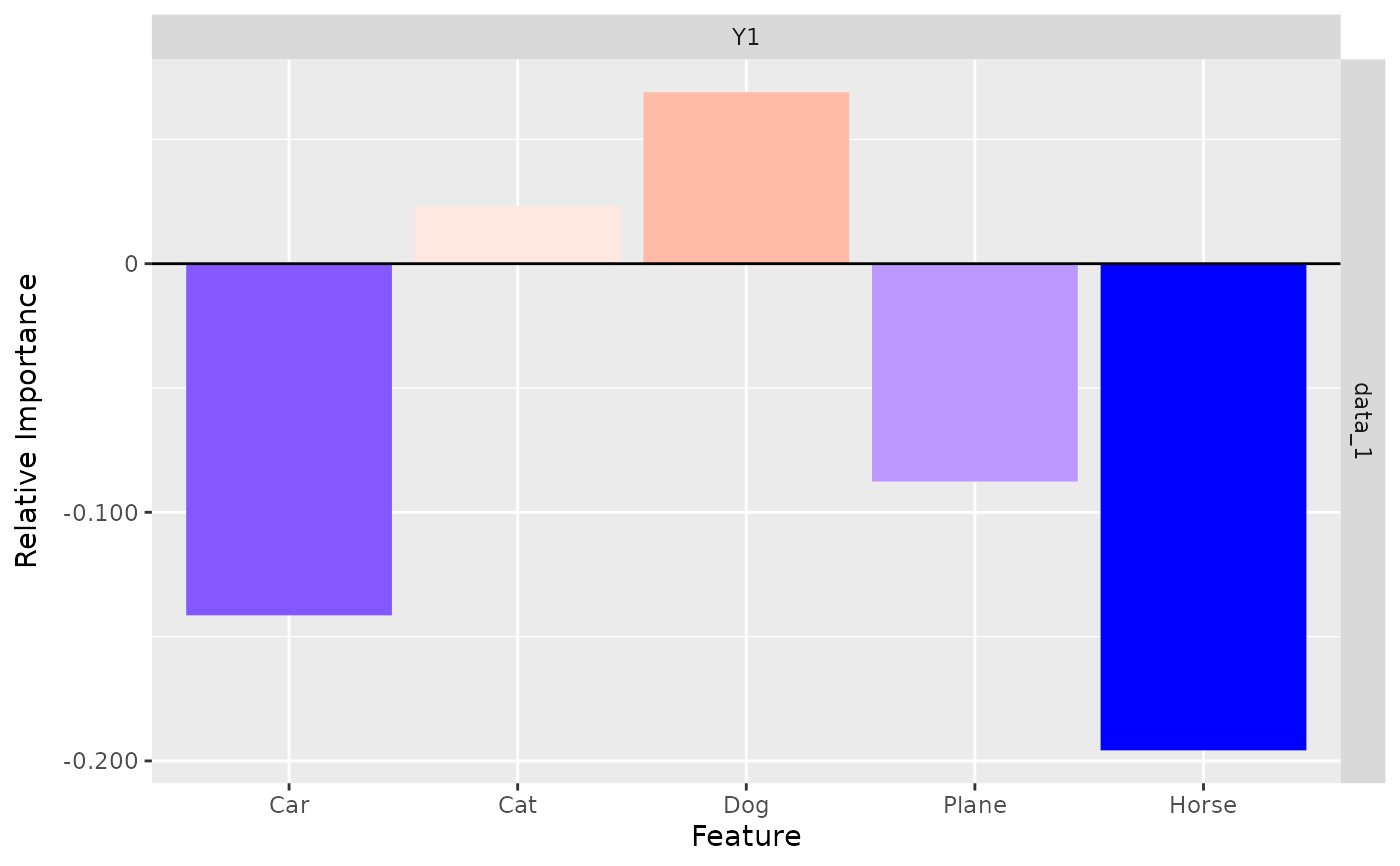 Y1
data_1
Relative Importance
0
-0.100
-0.200
Car Cat Dog Plane Horse
Feature